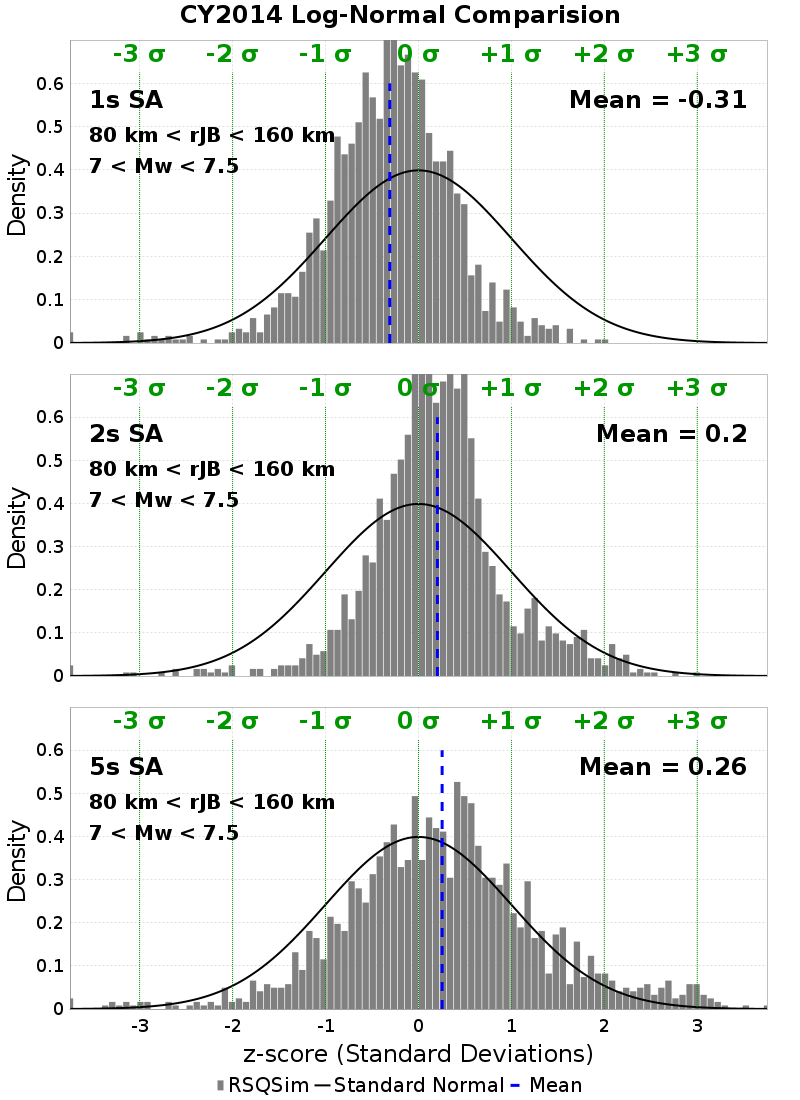 CY2014 Log-Normal Comparision
-3 σ -2 σ -1 σ 0 σ +1 σ +2 σ +3 σ
1s SA Mean = -0.31
80 km < rJB < 160 km
7 < Mw < 7.5
0.6
0.5
0.4
0.3
0.2
0.1
0
Density
-3 σ -2 σ -1 σ 0 σ +1 σ +2 σ +3 σ
2s SA Mean = 0.2
80 km < rJB < 160 km
7 < Mw < 7.5
0.6
0.5
0.4
0.3
0.2
0.1
0
Density
-3 σ -2 σ -1 σ 0 σ +1 σ +2 σ +3 σ
5s SA Mean = 0.26
80 km < rJB < 160 km
7 < Mw < 7.5
0.6
0.5
0.4
0.3
0.2
0.1
0
Density
-3 -2 -1 0 1 2 3
z-score (Standard Deviations)
RSQSim Standard Normal Mean